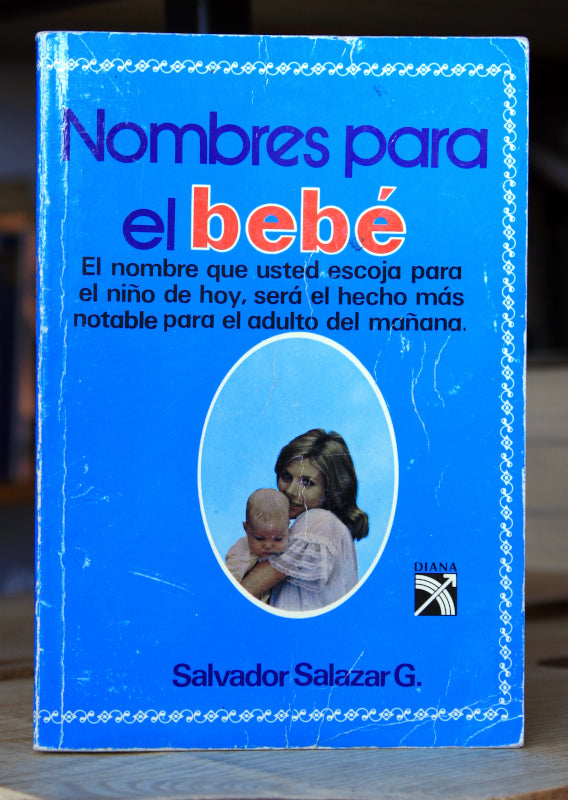 Nombres para
el bebé
El nombre que usted escoja para
el niño de hoy, será el hecho más
notable para el adulto del mañana.
DIANA
Salvador Salazar G.